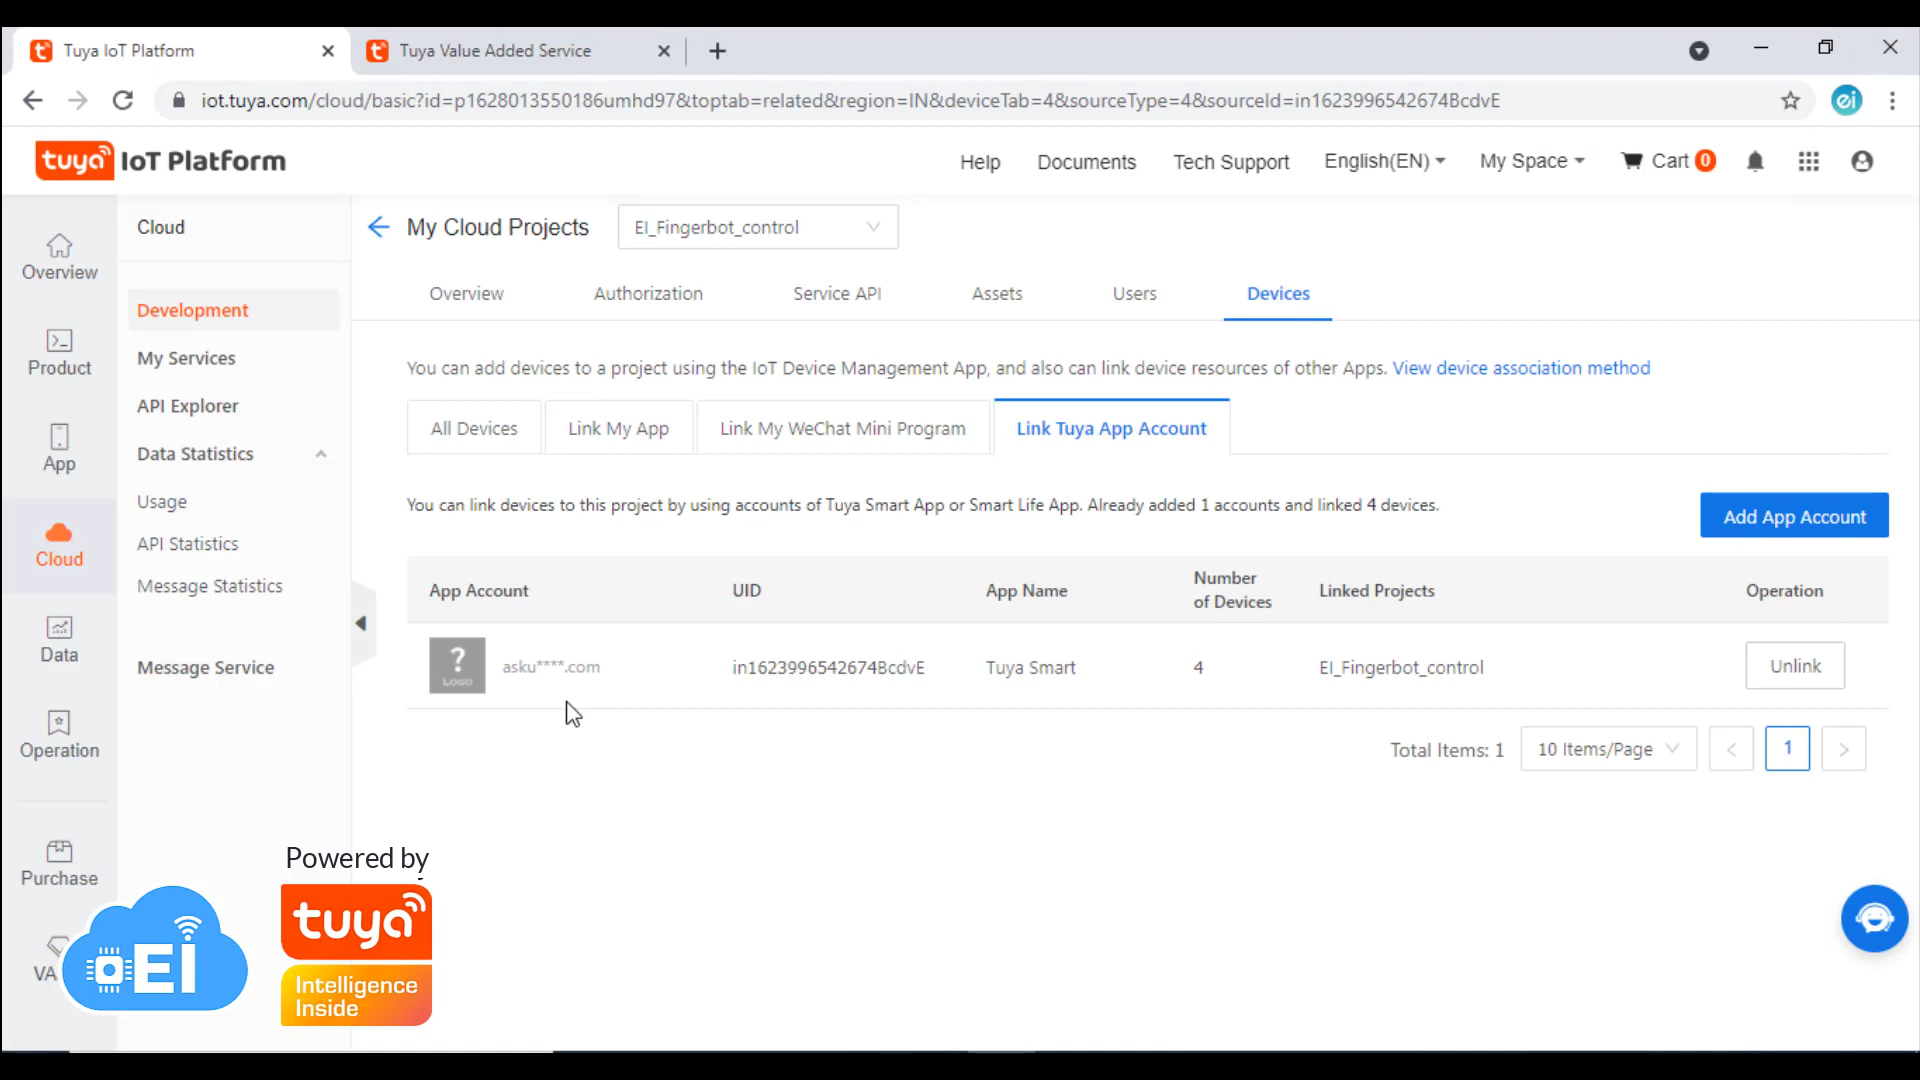 Tuya IoT Platform
Tuya Value Added Service
iot.tuya.com/cloud/basic?id=p1628013550186umhd97&toptab=related&region=IN&deviceTab=4&sourceType=4&sourceId=in1623996542674BcdvE
ei
tuya IoT Platform
Help
Documents
Tech Support
English(EN)
My Space
Cart 0
Overview
Product
App
Cloud
Data
Operation
Purchase
Cloud
Development
My Services
API Explorer
Data Statistics
Usage
API Statistics
Message Statistics
Message Service
My Cloud Projects
EI_Fingerbot_control
Overview
Authorization
Service API
Assets
Users
Devices
You can add devices to a project using the IoT Device Management App, and also can link device resources of other Apps. View device association method
All Devices
Link My App
Link My WeChat Mini Program
Link Tuya App Account
You can link devices to this project by using accounts of Tuya Smart App or Smart Life App. Already added 1 accounts and linked 4 devices.
Add App Account
App Account
UID
App Name
Number
of Devices
Linked Projects
Operation
?
LOGO
asku****.com
in1623996542674BcdvE
Tuya Smart
4
EI_Fingerbot_control
Unlink
Total Items: 1
10 Items/Page
<
1
>
EI
Powered by
tuya
Intelligence
Inside